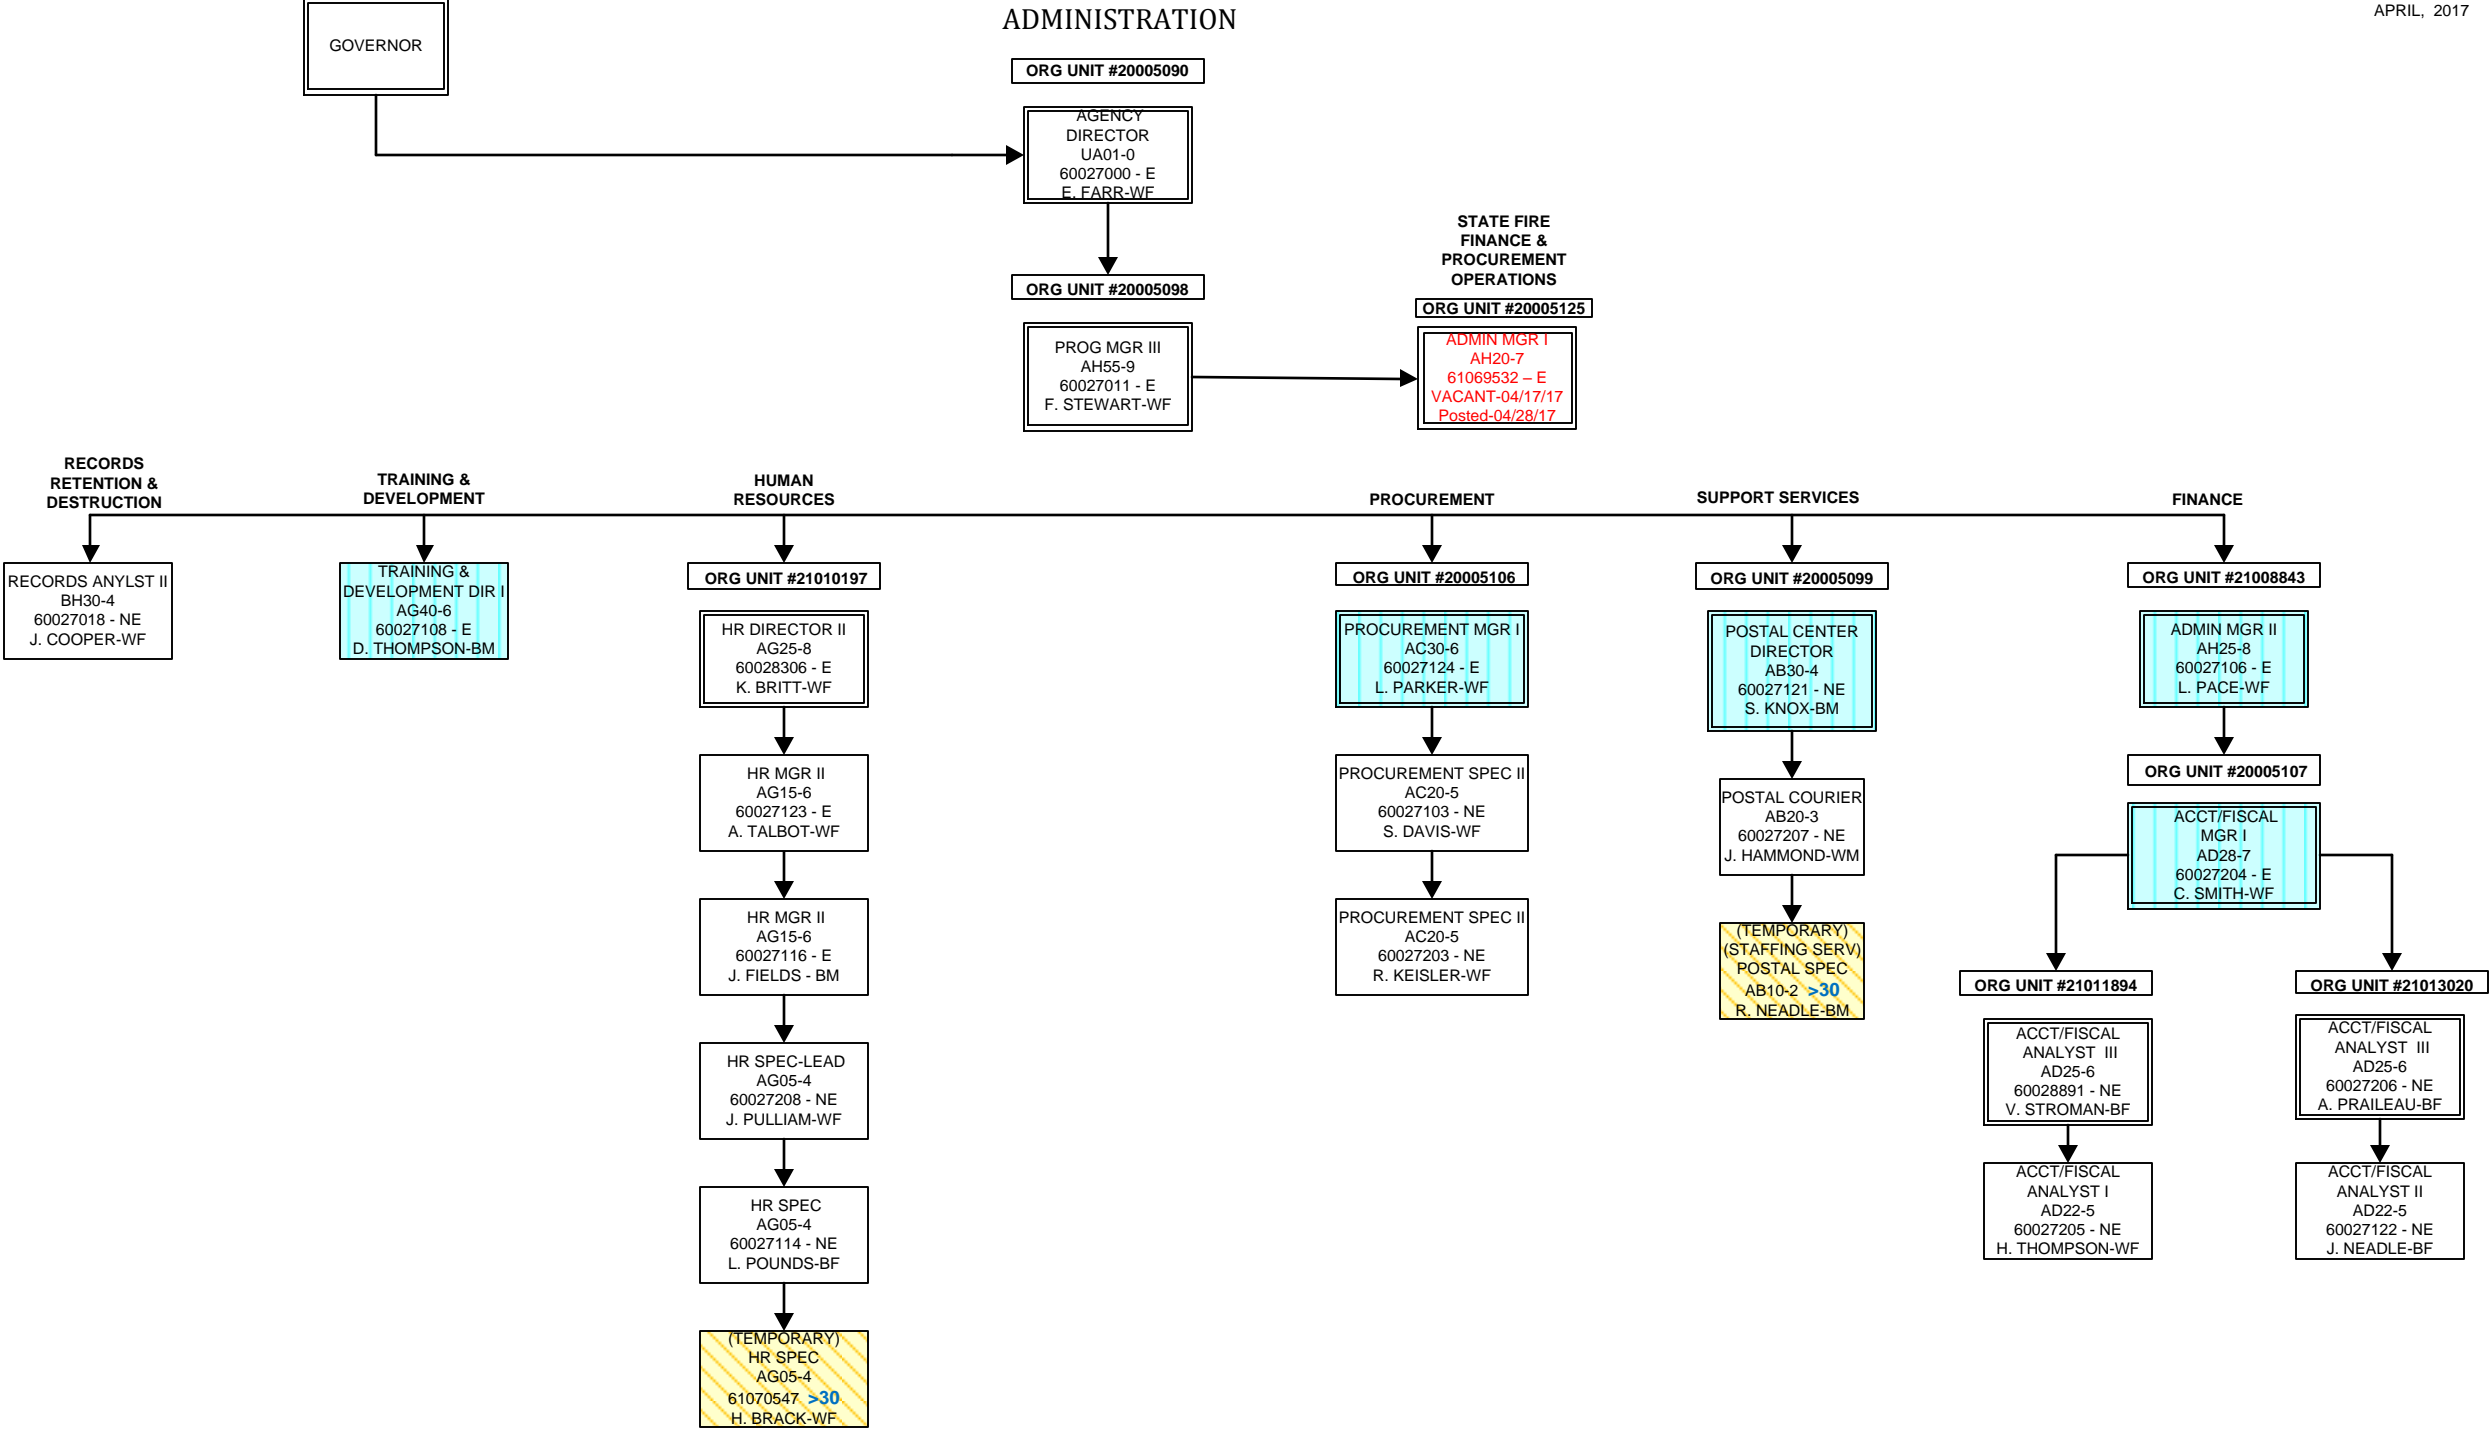 ADMINISTRATION
APRIL, 2017
GOVERNOR
ORG UNIT #20005090
AGENCY
DIRECTOR
UA01-0
60027000 - E
E. FARR-WF
ORG UNIT #20005098
PROG MGR III
AH55-9
60027011 - E
F. STEWART-WF
STATE FIRE
FINANCE &
PROCUREMENT
OPERATIONS
ORG UNIT #20005125
ADMIN MGR I
AH20-7
61069532 – E
VACANT-04/17/17
Posted-04/28/17
RECORDS
RETENTION &
DESTRUCTION
RECORDS ANYLST II
BH30-4
60027018 - NE
J. COOPER-WF
TRAINING &
DEVELOPMENT
TRAINING &
DEVELOPMENT DIR I
AG40-6
60027108 - E
D. THOMPSON-BM
HUMAN
RESOURCES
ORG UNIT #21010197
HR DIRECTOR II
AG25-8
60028306 - E
K. BRITT-WF
HR MGR II
AG15-6
60027123 - E
A. TALBOT-WF
HR MGR II
AG15-6
60027116 - E
J. FIELDS - BM
HR SPEC-LEAD
AG05-4
60027208 - NE
J. PULLIAM-WF
HR SPEC
AG05-4
60027114 - NE
L. POUNDS-BF
(TEMPORARY)
HR SPEC
AG05-4
61070547 >30
H. BRACK-WF
PROCUREMENT
ORG UNIT #20005106
PROCUREMENT MGR I
AC30-6
60027124 - E
L. PARKER-WF
PROCUREMENT SPEC II
AC20-5
60027103 - NE
S. DAVIS-WF
PROCUREMENT SPEC II
AC20-5
60027203 - NE
R. KEISLER-WF
SUPPORT SERVICES
ORG UNIT #20005099
POSTAL CENTER
DIRECTOR
AB30-4
60027121 - NE
S. KNOX-BM
POSTAL COURIER
AB20-3
60027207 - NE
J. HAMMOND-WM
(TEMPORARY)
(STAFFING SERV)
POSTAL SPEC
AB10-2 >30
R. NEADLE-BM
FINANCE
ORG UNIT #21008843
ADMIN MGR II
AH25-8
60027106 - E
L. PACE-WF
ORG UNIT #20005107
ACCT/FISCAL
MGR I
AD28-7
60027204 - E
C. SMITH-WF
ORG UNIT #21011894
ACCT/FISCAL
ANALYST III
AD25-6
60028891 - NE
V. STROMAN-BF
ACCT/FISCAL
ANALYST I
AD22-5
60027205 - NE
H. THOMPSON-WF
ORG UNIT #21013020
ACCT/FISCAL
ANALYST III
AD25-6
60027206 - NE
A. PRAILEAU-BF
ACCT/FISCAL
ANALYST II
AD22-5
60027122 - NE
J. NEADLE-BF